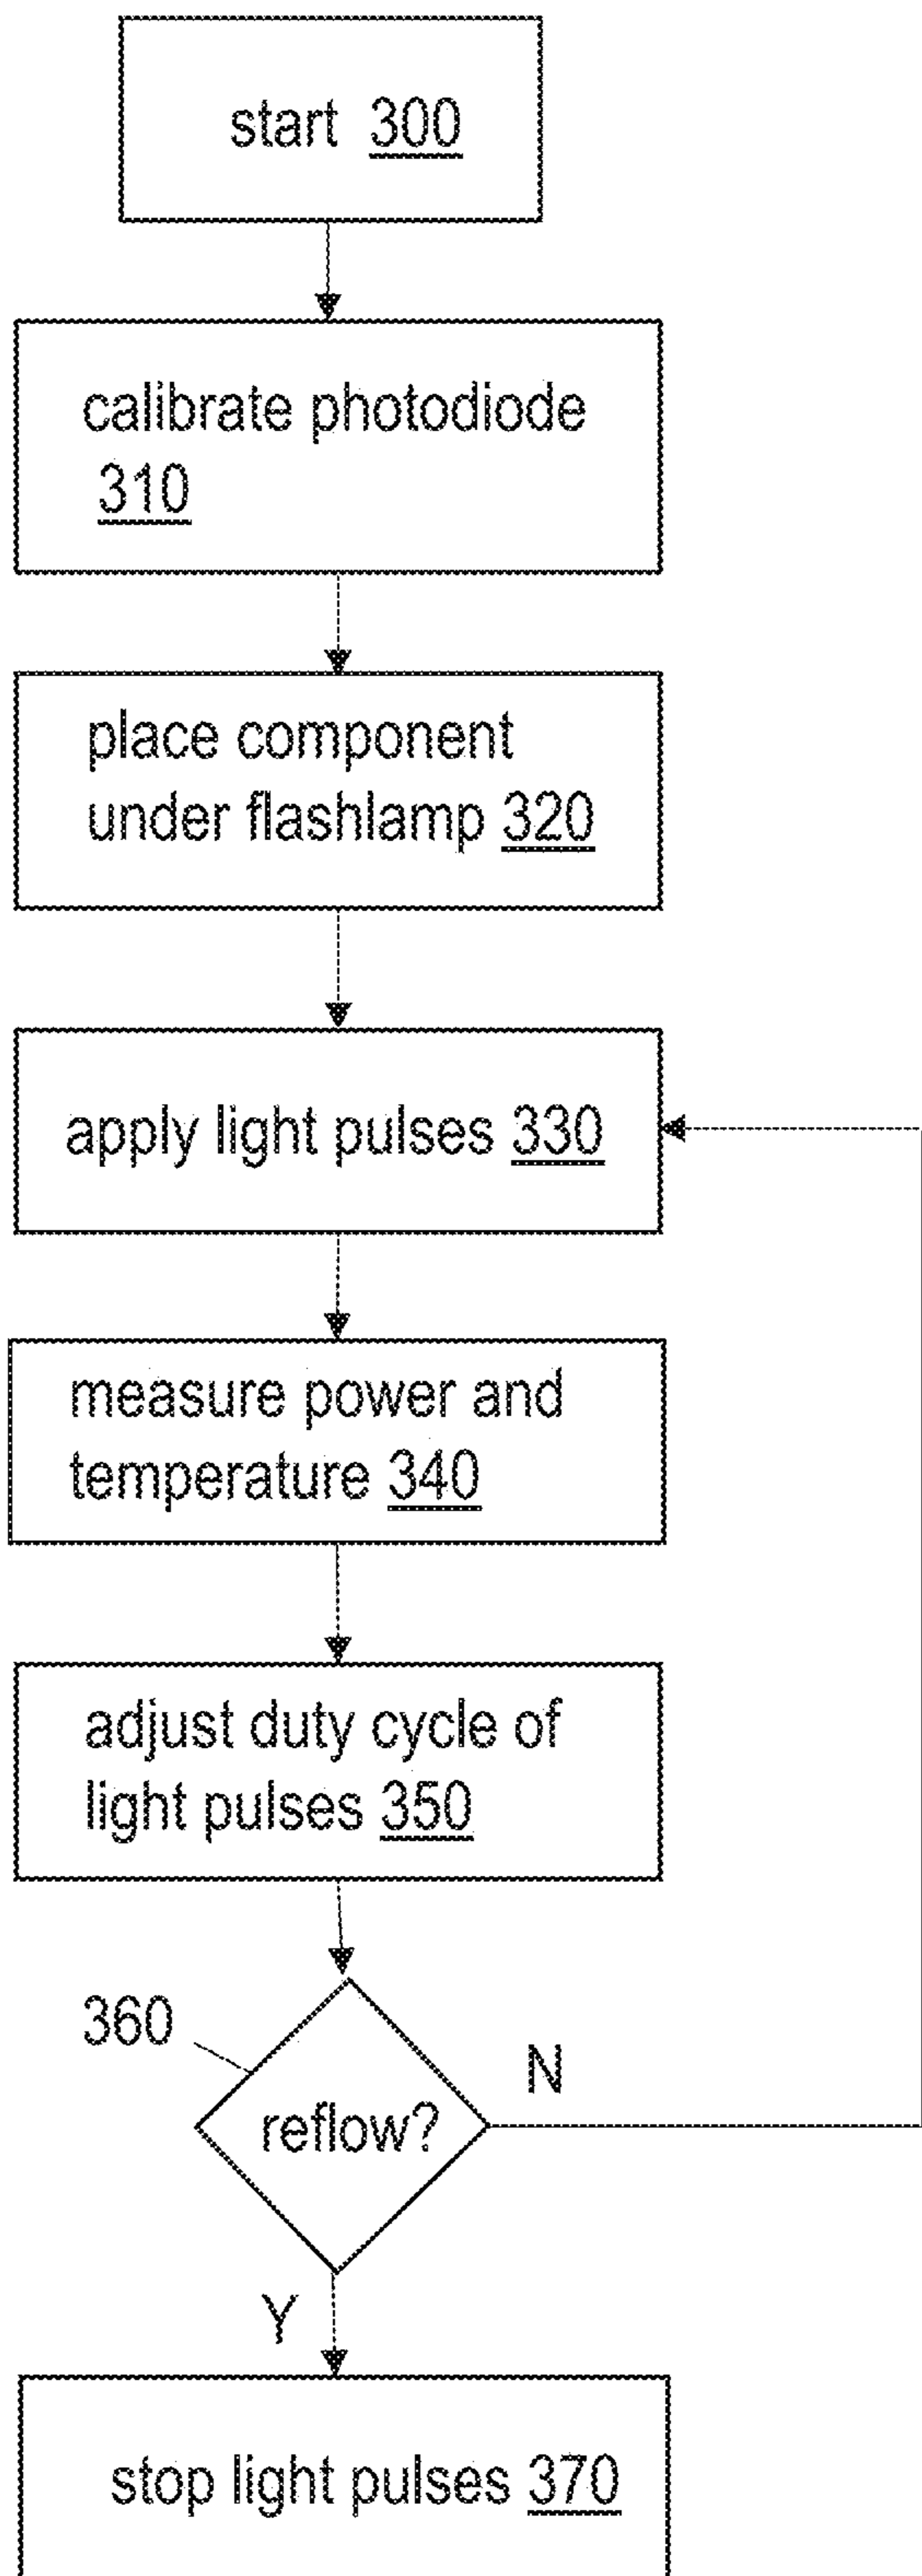 start 300
calibrate photodiode
310
place component
under flashlamp 320
apply light pulses 330
measure power and
temperature 340
adjust duty cycle of
light pulses 350
360
reflow?
N
Y
stop light pulses 370